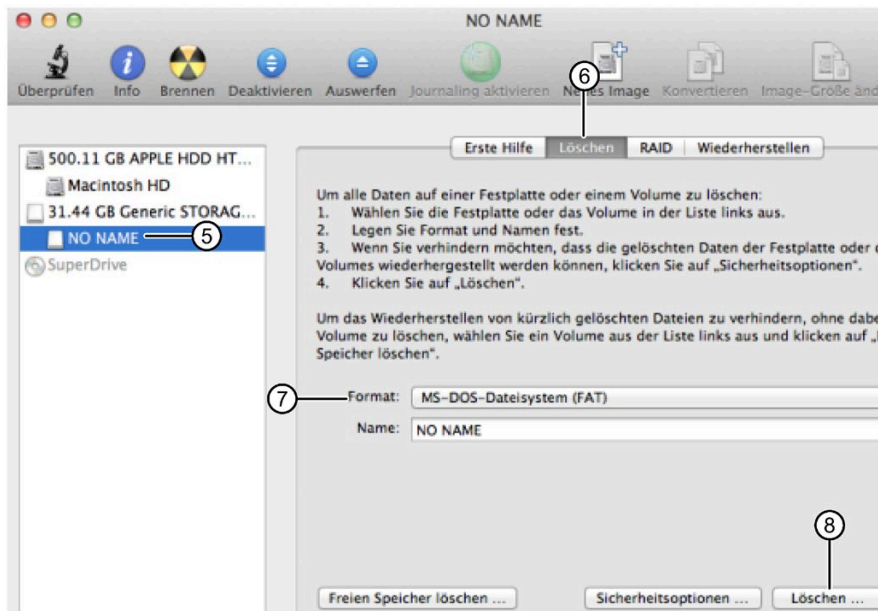 NO NAME
Überprüfen Info Brennen Deaktivieren Auswerfen Journaling aktivieren Neues Image Konvertieren Image-Größe änd
6
Erste Hilfe Löschen RAID Wiederherstellen
500.11 GB APPLE HDD HT...
Macintosh HD
31.44 GB Generic STORAG...
NO NAME 5
SuperDrive
Um alle Daten auf einer Festplatte oder einem Volume zu löschen:
1. Wählen Sie die Festplatte oder das Volume in der Liste links aus.
2. Legen Sie Format und Namen fest.
3. Wenn Sie verhindern möchten, dass die gelöschten Daten der Festplatte oder
Volumes wiederhergestellt werden können, klicken Sie auf „Sicherheitsoptionen“.
4. Klicken Sie auf „Löschen“.
Um das Wiederherstellen von kürzlich gelöschten Dateien zu verhindern, ohne dabe
Volume zu löschen, wählen Sie ein Volume aus der Liste links aus und klicken auf „
Speicher löschen“.
7 Format: MS-DOS-Dateisystem (FAT)
Name: NO NAME
8
Freien Speicher löschen ... Sicherheitsoptionen ... Löschen ...